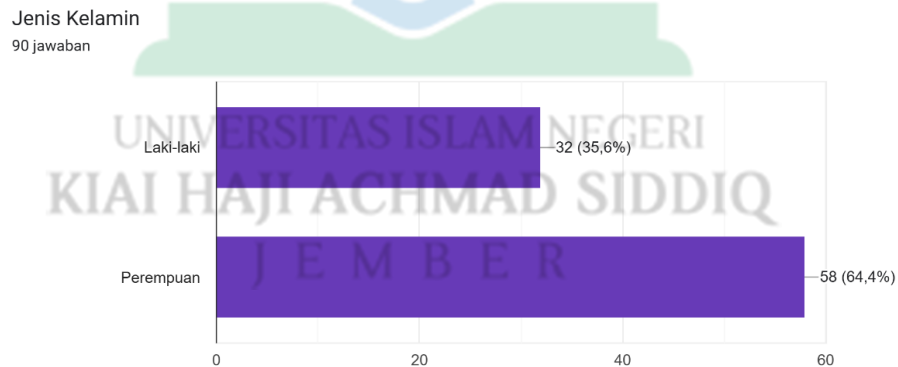 Jenis Kelamin
90 jawaban
UNIVERSITAS ISLAM NEGERI
Laki-laki
32 (35,6%)
KIAI HAJI ACHMAD SIDDIQ
JEMBER
Perempuan
58 (64,4%)
0 20 40 60